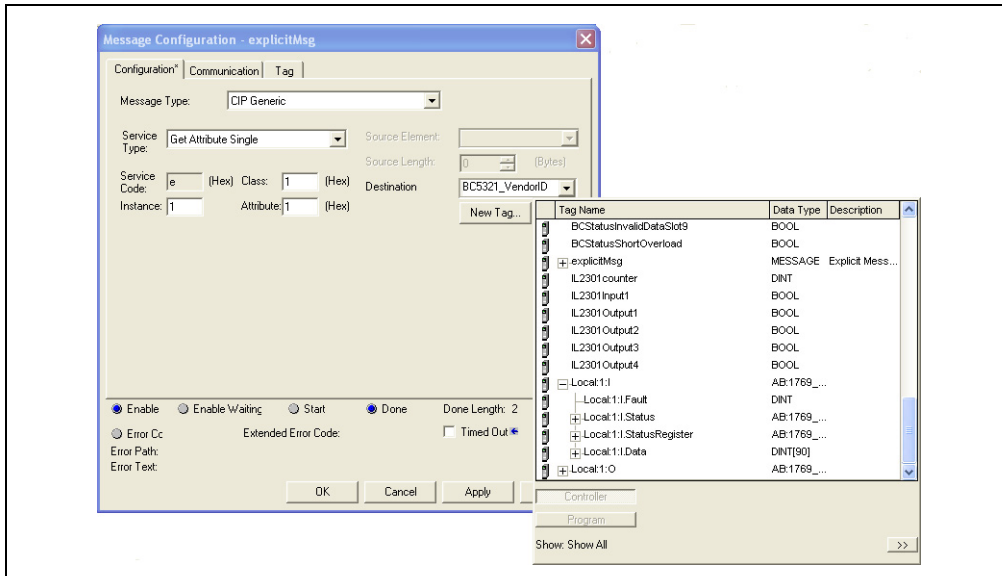 Message Configuration - explicitMsg
Configuration* Communication Tag
Message Type: CIP Generic
Service Type: Get Attribute Single
Source Element:
Source Length: 0 (Bytes)
Service Code: e (Hex) Class: 1 (Hex)
Destination BC5321_VendorID
Instance: 1 Attribute: 1 (Hex)
New Tag...
Enable Enable Waiting Start Done Done Length: 2
Error Cc Extended Error Code: Timed Out
Error Path:
Error Text:
OK Cancel Apply
Tag Name Data Type Description
BCStatusInvalidDataSlot9 BOOL
BCStatusShortOverload BOOL
explicitMsg MESSAGE Explicit Mess...
IL2301counter DINT
IL2301Input1 BOOL
IL2301Output1 BOOL
IL2301Output2 BOOL
IL2301Output3 BOOL
IL2301Output4 BOOL
Local:1:I AB:1769_...
Local:1:I.Fault DINT
Local:1:I.Status AB:1769_...
Local:1:I.StatusRegister AB:1769_...
Local:1:I.Data DINT[90]
Local:1:O AB:1769_...
Controller
Program
Show: Show All >>